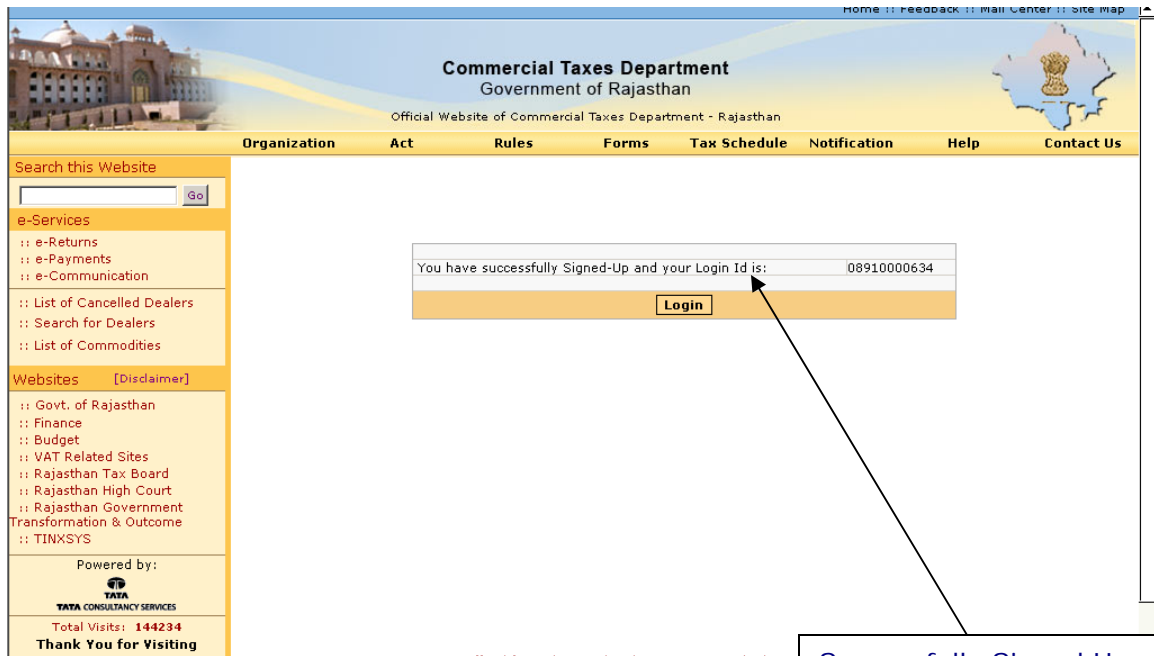 Home :: Feedback :: Mail Center :: Site Map
Commercial Taxes Department
Government of Rajasthan
Official Website of Commercial Taxes Department - Rajasthan
Organization Act Rules Forms Tax Schedule Notification Help Contact Us
Search this Website
Go
e-Services
:: e-Returns
:: e-Payments
:: e-Communication
:: List of Cancelled Dealers
:: Search for Dealers
:: List of Commodities
You have successfully Signed-Up and your Login Id is: 08910000634
Login
Websites [Disclaimer]
:: Govt. of Rajasthan
:: Finance
:: Budget
:: VAT Related Sites
:: Rajasthan Tax Board
:: Rajasthan High Court
:: Rajasthan Government
Transformation & Outcome
:: TINXSYS
Powered by:
TATA
TATA CONSULTANCY SERVICES
Total Visits: 144234
Thank You for Visiting